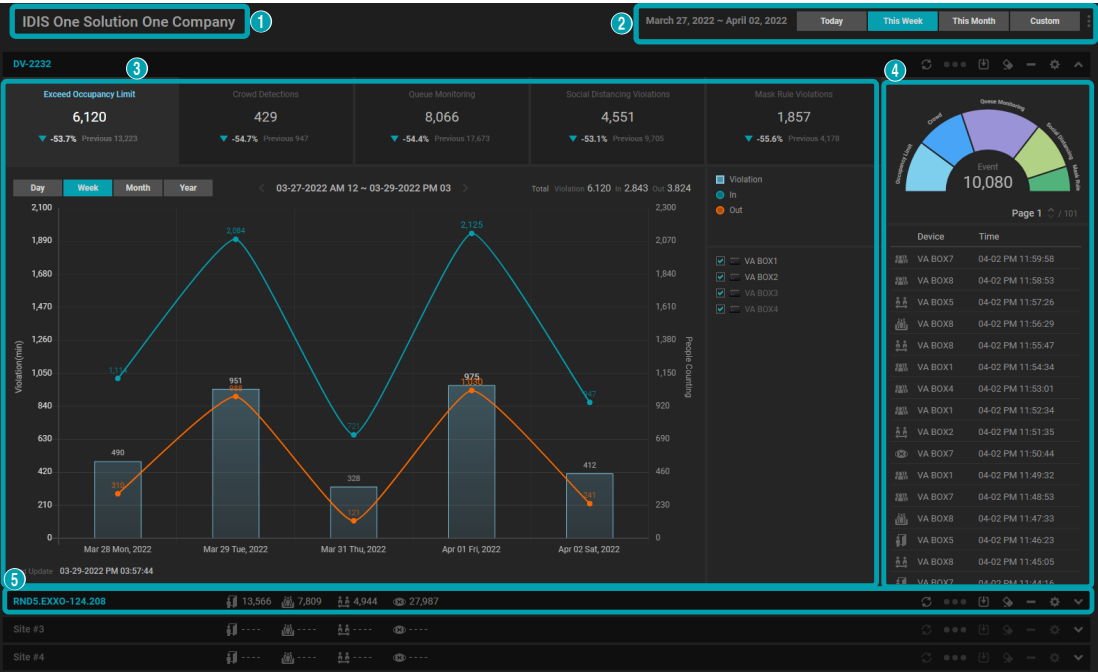 IDIS One Solution One Company
1
2
March 27, 2022 ~ April 02, 2022 Today This Week This Month Custom
DV-2232
3
4
Exceed Occupancy Limit Crowd Detections Queue Monitoring Social Distancing Violations Mask Rule Violations
6,120 429 8,066 4,551 1,857
▼ -53.7% Previous 13,223 ▼ -54.7% Previous 947 ▼ -54.4% Previous 17,673 ▼ -53.1% Previous 9,705 ▼ -55.6% Previous 4,178
Day Week Month Year
03-27-2022 AM 12 ~ 03-29-2022 PM 03
Total Violation 6.120 In 2.843 Out 3.824
Violation
In
Out
VA BOX1
VA BOX2
VA BOX3
VA BOX4
2,100
1,890
1,680
1,470
1,260
1,050
840
630
420
210
0
Violation(min)
2,300
2,070
1,840
1,610
1,380
1,150
920
690
460
230
0
People Counting
2,084
2,125
721
951
988
975
1,030
490
310
328
121
412
241
Mar 28 Mon, 2022 Mar 29 Tue, 2022 Mar 31 Thu, 2022 Apr 01 Fri, 2022 Apr 02 Sat, 2022
Update 03-29-2022 PM 03:57:44
Occupancy Limit
Crowd
Queue Monitoring
Social Distancing
Mask Rule
Event
10,080
Page 1 / 101
Device Time
VA BOX7 04-02 PM 11:59:58
VA BOX8 04-02 PM 11:58:53
VA BOX5 04-02 PM 11:57:26
VA BOX8 04-02 PM 11:56:29
VA BOX8 04-02 PM 11:55:47
VA BOX1 04-02 PM 11:54:34
VA BOX4 04-02 PM 11:53:01
VA BOX1 04-02 PM 11:52:34
VA BOX2 04-02 PM 11:51:35
VA BOX7 04-02 PM 11:50:44
VA BOX1 04-02 PM 11:49:32
VA BOX7 04-02 PM 11:48:53
VA BOX8 04-02 PM 11:47:33
VA BOX5 04-02 PM 11:46:23
VA BOX8 04-02 PM 11:45:05
VA BOX7 04-02 PM 11:44:16
5
RND5.EXXO-124.208 13,566 7,809 4,944 27,987
Site #3 ---- ---- ---- ----
Site #4 ---- ---- ---- ----